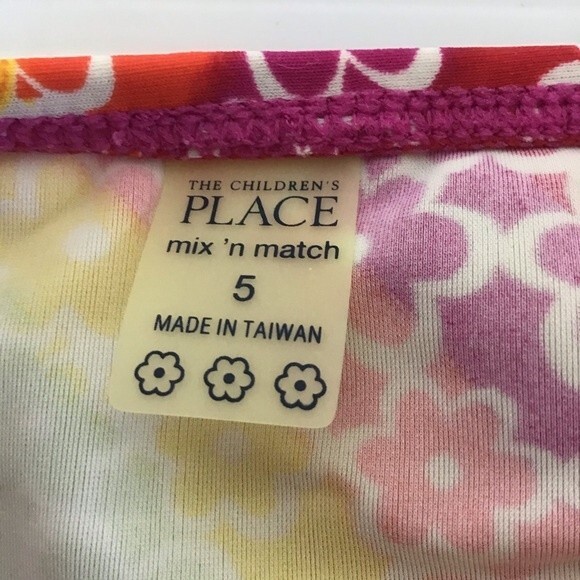 THE CHILDREN'S
PLACE
mix 'n match
5
MADE IN TAIWAN